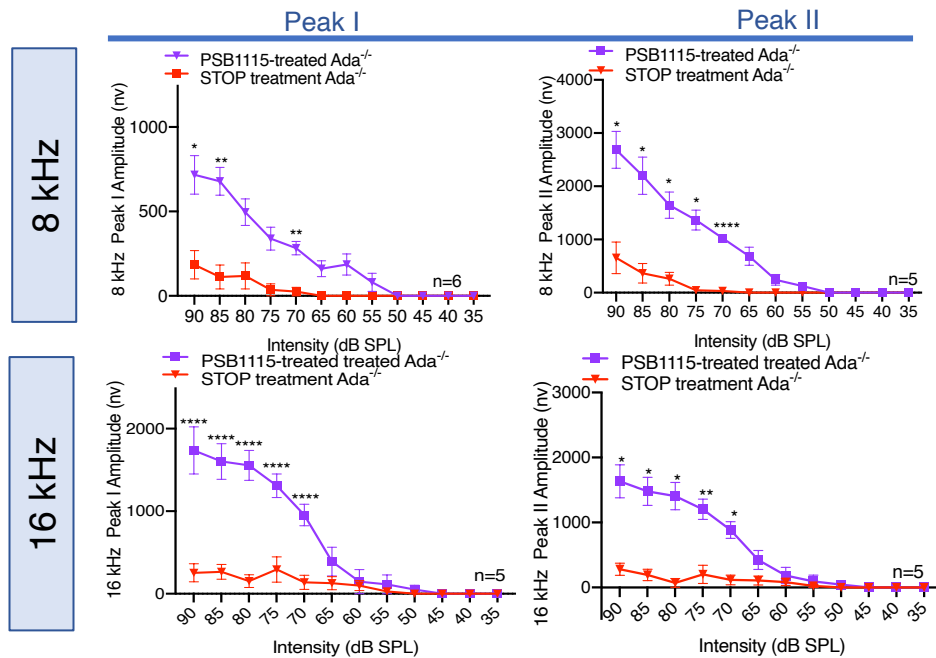 Peak I
Peak II
8 kHz
PSB1115-treated Ada-/-
STOP treatment Ada-/-
8 kHz Peak I Amplitude (nv)
1000
500
0
* ** **
n=6
90 85 80 75 70 65 60 55 50 45 40 35
Intensity (dB SPL)
PSB1115-treated Ada-/-
STOP treatment Ada-/-
8 kHz Peak II Amplitude (nv)
4000
3000
2000
1000
0
* * * * ****
n=5
90 85 80 75 70 65 60 55 50 45 40 35
Intensity (dB SPL)
16 kHz
PSB1115-treated treated Ada-/-
STOP treatment Ada-/-
16 kHz Peak I Amplitude (nv)
2000
1000
0
**** **** **** **** ****
n=5
90 85 80 75 70 65 60 55 50 45 40 35
Intensity (dB SPL)
PSB1115-treated treated Ada-/-
STOP treatment Ada-/-
16 kHz Peak II Amplitude (nv)
3000
2000
1000
0
* * * ** *
n=5
90 85 80 75 70 65 60 55 50 45 40 35
Intensity (dB SPL)